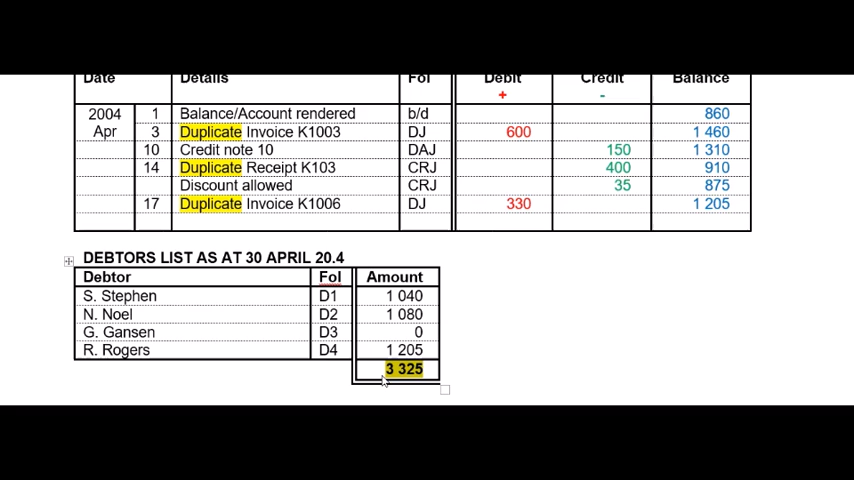 Date Details Fol Debit Credit Balance
+ -
2004 1 Balance/Account rendered b/d 860
Apr 3 Duplicate Invoice K1003 DJ 600 1 460
10 Credit note 10 DAJ 150 1 310
14 Duplicate Receipt K103 CRJ 400 910
Discount allowed CRJ 35 875
17 Duplicate Invoice K1006 DJ 330 1 205
DEBTORS LIST AS AT 30 APRIL 20.4
Debtor Fol Amount
S. Stephen D1 1 040
N. Noel D2 1 080
G. Gansen D3 0
R. Rogers D4 1 205
3 325